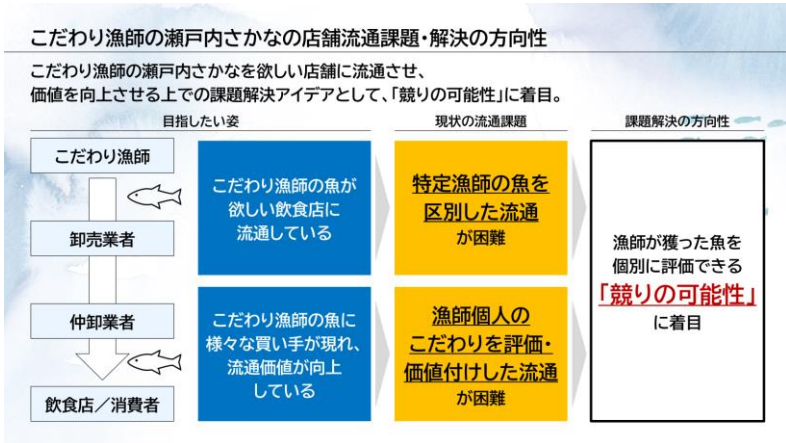 こだわり漁師の瀬戸内さかなの店舗流通課題・解決の方向性
こだわり漁師の瀬戸内さかなを欲しい店舗に流通させ、
価値を向上させる上での課題解決アイデアとして、「競りの可能性」に着目。
目指したい姿
現状の流通課題
課題解決の方向性
こだわり漁師
卸売業者
仲卸業者
飲食店／消費者
こだわり漁師の魚が
欲しい飲食店に
流通している
こだわり漁師の魚に
様々な買い手が現れ、
流通価値が向上
している
特定漁師の魚を
区別した流通
が困難
漁師個人の
こだわりを評価・
価値付けした流通
が困難
漁師が獲った魚を
個別に評価できる
「競りの可能性」
に着目